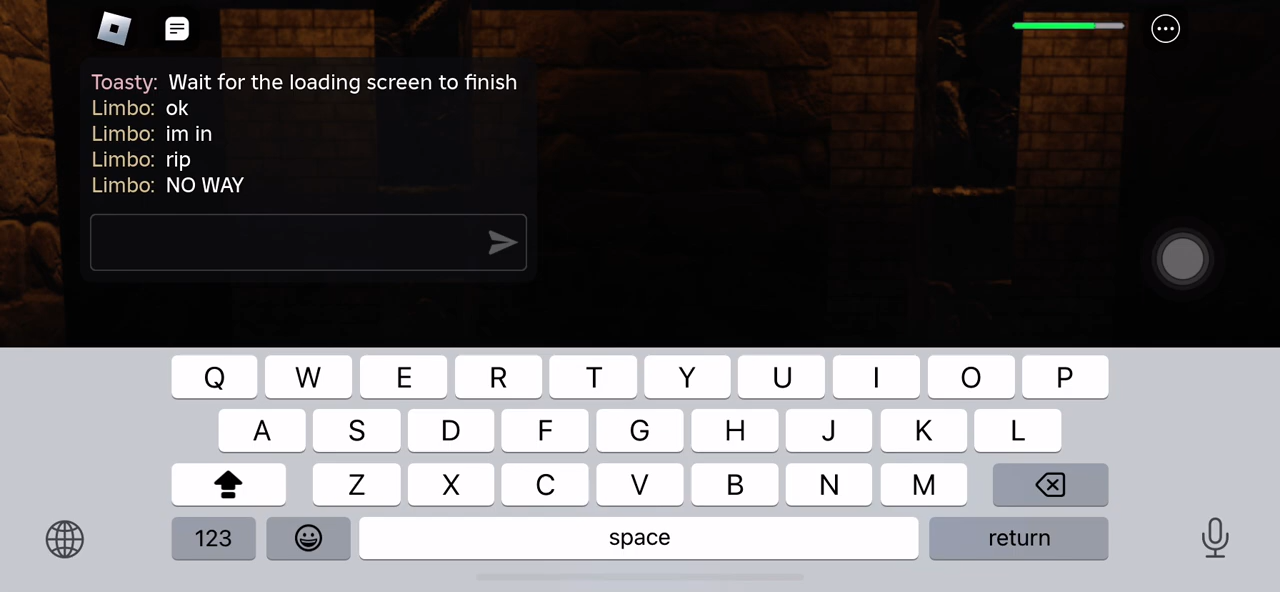 Toasty: Wait for the loading screen to finish
Limbo: ok
Limbo: im in
Limbo: rip
Limbo: NO WAY
Q W E R T Y U I O P
A S D F G H J K L
Z X C V B N M
123 space return